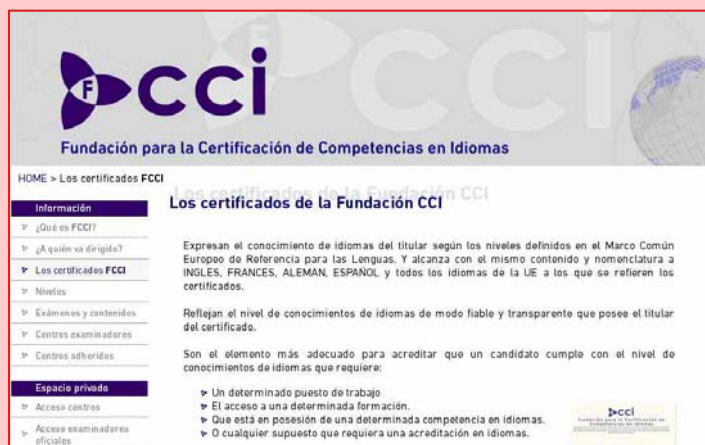 F
cci
Fundación para la Certificación de Competencias en Idiomas
HOME > Los certificados FCCI
Información
¿Qué es FCCI?
¿A quién va dirigido?
Los certificados FCCI
Niveles
Exámenes y contenidos
Centros examinadores
Centros adheridos
Espacio privado
Acceso centros
Acceso examinadores
oficiales
Los certificados de la Fundación CCI
Expresan el conocimiento de idiomas del titular según los niveles definidos en el Marco Común
Europeo de Referencia para las Lenguas. Y alcanza con el mismo contenido y nomenclatura a
INGLES, FRANCES, ALEMAN, ESPAÑOL y todos los idiomas de la UE a los que se refieren los
certificados.
Reflejan el nivel de conocimientos de idiomas de modo fiable y transparente que posee el titular
del certificado.
Son el elemento más adecuado para acreditar que un candidato cumple con el nivel de
conocimientos de idiomas que requiere:
Un determinado puesto de trabajo
El acceso a una determinada formación.
Que está en posesión de una determinada competencia en idiomas.
O cualquier supuesto que requiera una acreditación en idiomas.
cci
Fundación para la Certificación de
Competencias en Idiomas